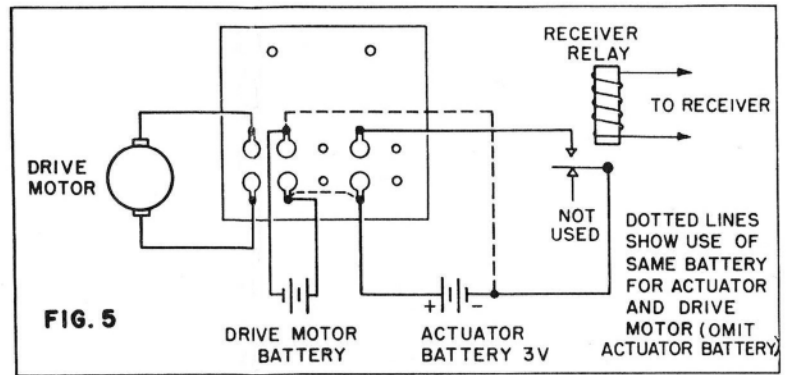 RECEIVER
RELAY
TO RECEIVER
DRIVE
MOTOR
NOT
USED
DOTTED LINES
SHOW USE OF
SAME BATTERY
FOR ACTUATOR
AND DRIVE
MOTOR (OMIT
ACTUATOR BATTERY)
+ -
FIG. 5
DRIVE MOTOR
BATTERY
ACTUATOR
BATTERY 3V